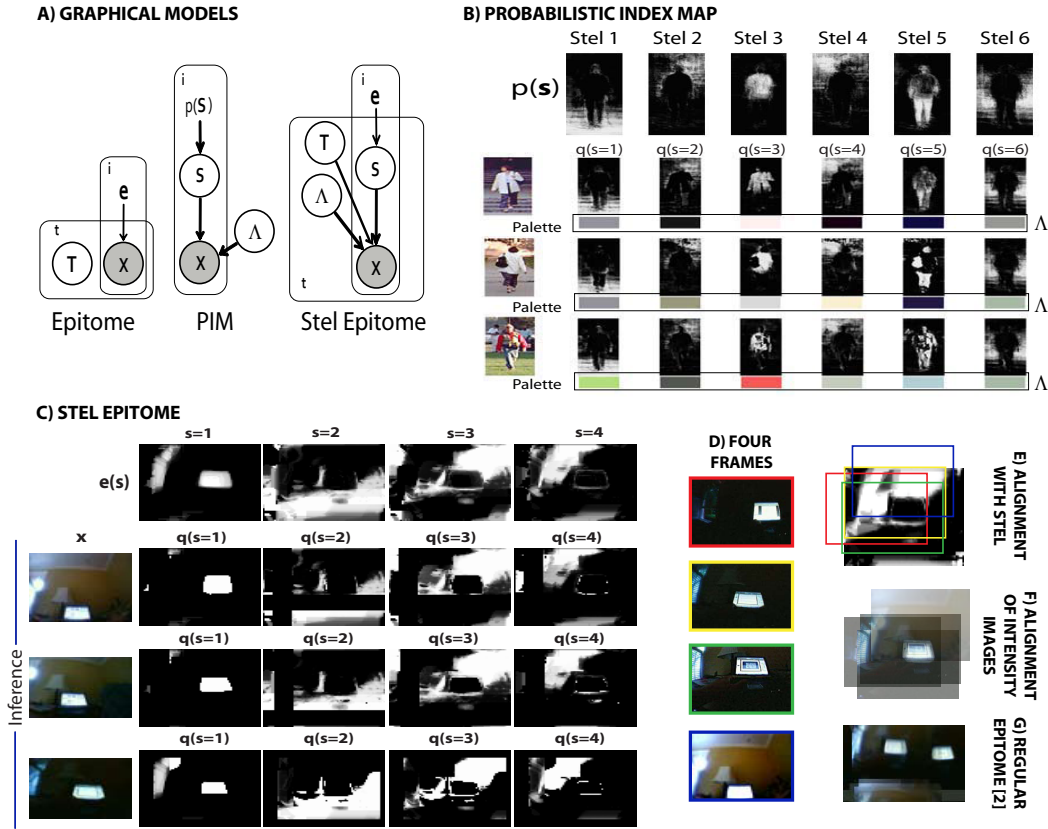 A) GRAPHICAL MODELS
i
e
t
T
X
Epitome
i
p(S)
S
X
Λ
PIM
i
e
T
S
Λ
X
t
Stel Epitome
B) PROBABILISTIC INDEX MAP
Stel 1 Stel 2 Stel 3 Stel 4 Stel 5 Stel 6
p(s)
q(s=1) q(s=2) q(s=3) q(s=4) q(s=5) q(s=6)
Palette Λ
Palette Λ
Palette Λ
C) STEL EPITOME
s=1 s=2 s=3 s=4
e(s)
x
q(s=1) q(s=2) q(s=3) q(s=4)
q(s=1) q(s=2) q(s=3) q(s=4)
q(s=1) q(s=2) q(s=3) q(s=4)
Inference
D) FOUR
FRAMES
E) ALIGNMENT
WITH STEL
F) ALIGNMENT
OF INTENSITY
IMAGES
G) REGULAR
EPITOME [2]